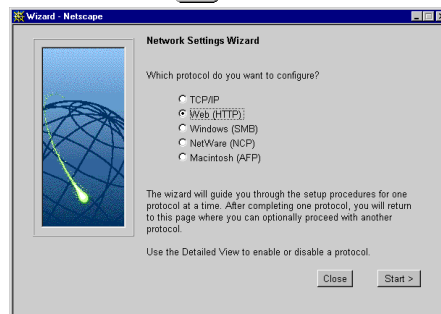 Wizard - Netscape
Network Settings Wizard
Which protocol do you want to configure?
TCP/IP
Web (HTTP)
Windows (SMB)
NetWare (NCP)
Macintosh (AFP)
The wizard will guide you through the setup procedures for one
protocol at a time. After completing one protocol, you will return
to this page where you can optionally proceed with another
protocol.
Use the Detailed View to enable or disable a protocol.
Close Start >